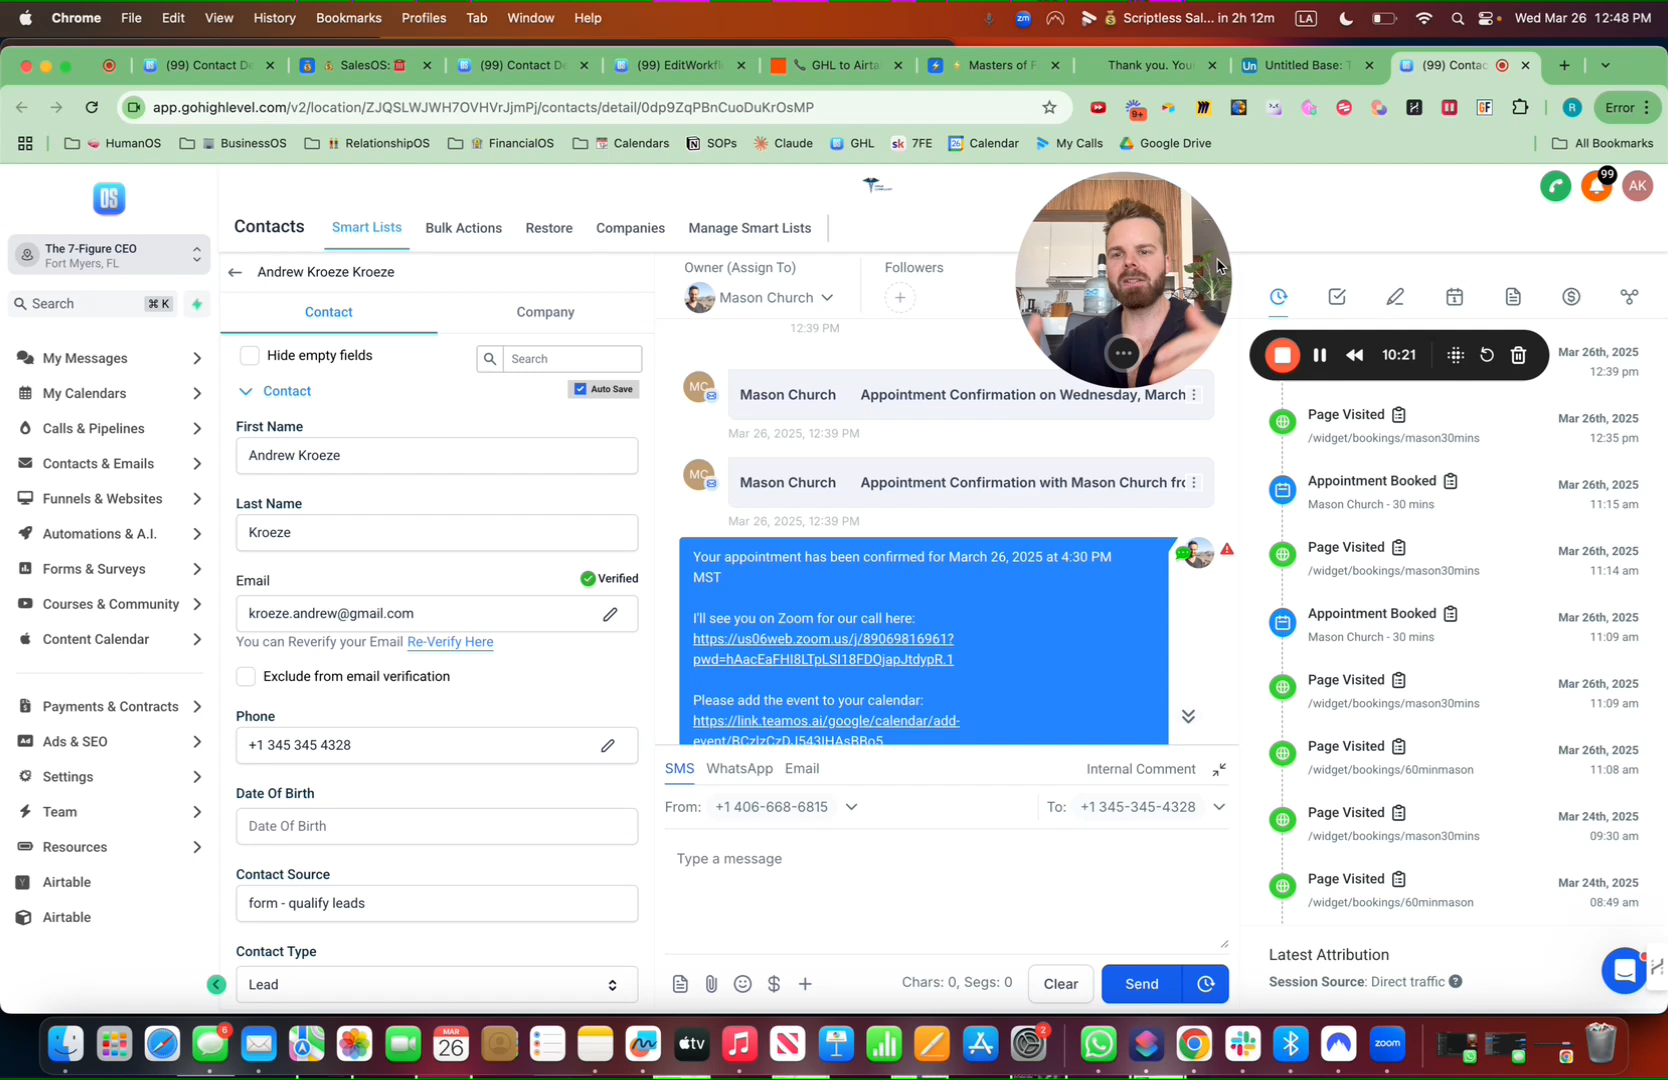 Chrome File Edit View History Bookmarks Profiles Tab Window Help
zm Scriptless Sal... in 2h 12m LA Wed Mar 26 12:48 PM
(99) Contact De × SalesOS: × (99) Contact De × (99) EditWorkfl × GHL to Airta × Masters of F × Thank you. You × Un Untitled Base: T × (99) Contac ×
app.gohighlevel.com/v2/location/ZJQSLWJWH7OVHVrJjmPj/contacts/detail/0dp9ZqPBnCuoDuKrOsMP 9+ GF R Error
HumanOS BusinessOS RelationshipOS FinancialOS Calendars SOPs Claude GHL sk 7FE 26 Calendar My Calls Google Drive All Bookmarks
OS
99
AK
Contacts Smart Lists Bulk Actions Restore Companies Manage Smart Lists
The 7-Figure CEO
Fort Myers, FL
Search ⌘ K
My Messages
My Calendars
Calls & Pipelines
Contacts & Emails
Funnels & Websites
Automations & A.I.
Forms & Surveys
Courses & Community
Content Calendar
Payments & Contracts
Ads & SEO
Settings
Team
Resources
Airtable
Airtable
Andrew Kroeze Kroeze
Contact Company
Hide empty fields Search
Contact Auto Save
First Name
Andrew Kroeze
Last Name
Kroeze
Email Verified
kroeze.andrew@gmail.com
You can Reverify your Email Re-Verify Here
Exclude from email verification
Phone
+1 345 345 4328
Date Of Birth
Date Of Birth
Contact Source
form - qualify leads
Contact Type
Lead
Owner (Assign To) Followers
Mason Church
12:39 PM
MC Mason Church Appointment Confirmation on Wednesday, March
Mar 26, 2025, 12:39 PM
MC Mason Church Appointment Confirmation with Mason Church fro
Mar 26, 2025, 12:39 PM
Your appointment has been confirmed for March 26, 2025 at 4:30 PM
MST
I'll see you on Zoom for our call here:
https://us06web.zoom.us/j/89069816961?
pwd=hAacEaFHI8LTpLSI18FDOjapJtdypR.1
Please add the event to your calendar:
https://link.teamos.ai/google/calendar/add-
SMS WhatsApp Email Internal Comment
From: +1 406-668-6815 To: +1 345-345-4328
Type a message
Chars: 0, Segs: 0 Clear Send
10:21
Mar 26th, 2025
12:39 pm
Page Visited Mar 26th, 2025
/widget/bookings/mason30mins 12:35 pm
Appointment Booked Mar 26th, 2025
Mason Church - 30 mins 11:15 am
Page Visited Mar 26th, 2025
/widget/bookings/mason30mins 11:14 am
Appointment Booked Mar 26th, 2025
Mason Church - 30 mins 11:09 am
Page Visited Mar 26th, 2025
/widget/bookings/mason30mins 11:09 am
Page Visited Mar 26th, 2025
/widget/bookings/60minmason 11:08 am
Page Visited Mar 24th, 2025
/widget/bookings/mason30mins 09:30 am
Page Visited Mar 24th, 2025
/widget/bookings/60minmason 08:49 am
Latest Attribution
Session Source: Direct traffic
6 MAR 26 tv 2 zoom